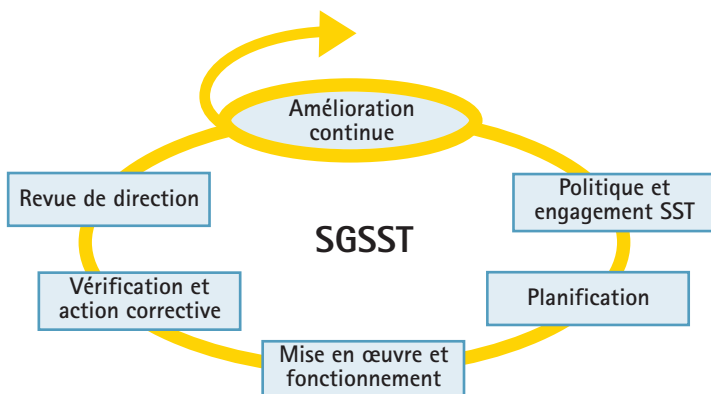 Amélioration
continue
Politique et
engagement SST
Planification
Mise en œuvre et
fonctionnement
Vérification et
action corrective
Revue de direction
SGSST